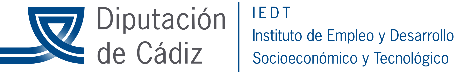 Diputación
de Cádiz
IEDT
Instituto de Empleo y Desarrollo
Socioeconómico y Tecnológico